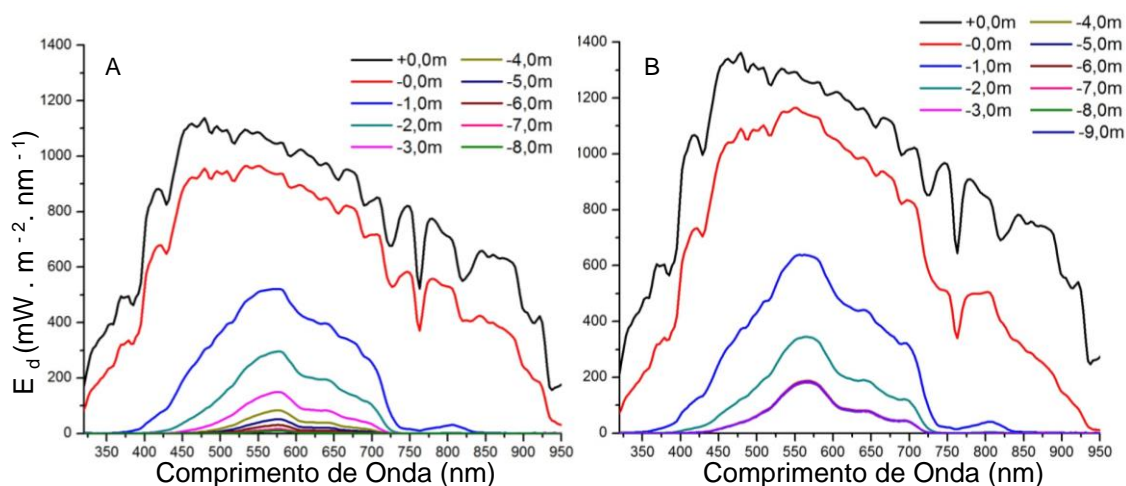 A
+0,0m
-0,0m
-1,0m
-2,0m
-3,0m
-4,0m
-5,0m
-6,0m
-7,0m
-8,0m
1400
1200
1000
800
600
400
200
0
350 400 450 500 550 600 650 700 750 800 850 900 950
E d (mW . m - 2 . nm - 1)
Comprimento de Onda (nm)
B
+0,0m
-0,0m
-1,0m
-2,0m
-3,0m
-4,0m
-5,0m
-6,0m
-7,0m
-8,0m
-9,0m
1400
1200
1000
800
600
400
200
0
350 400 450 500 550 600 650 700 750 800 850 900 950
Comprimento de Onda (nm)